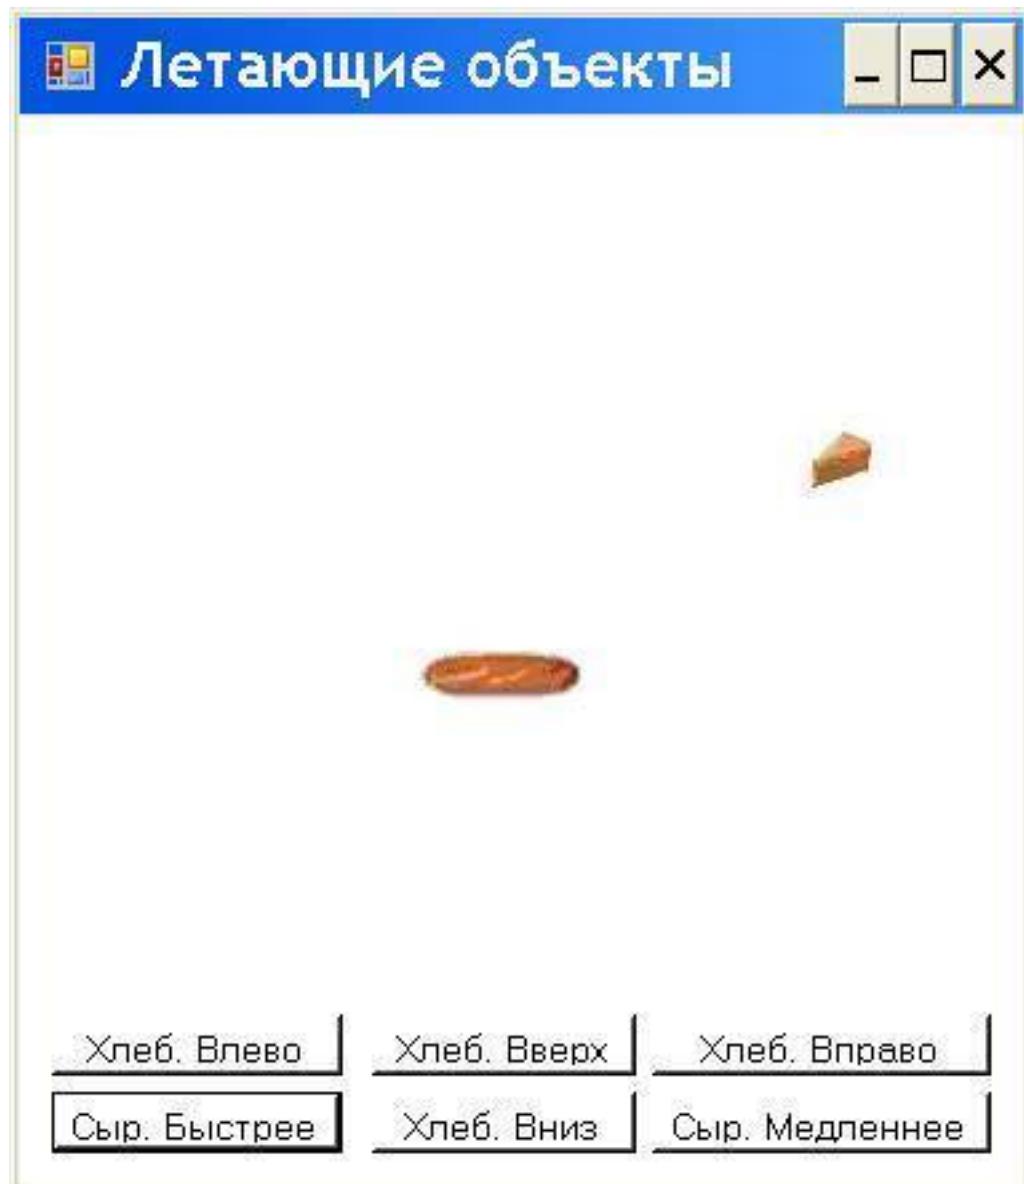 Летающие объекты
Хлеб. Влево
Хлеб. Вверх
Хлеб. Вправо
Сыр. Быстрее
Хлеб. Вниз
Сыр. Медленнее